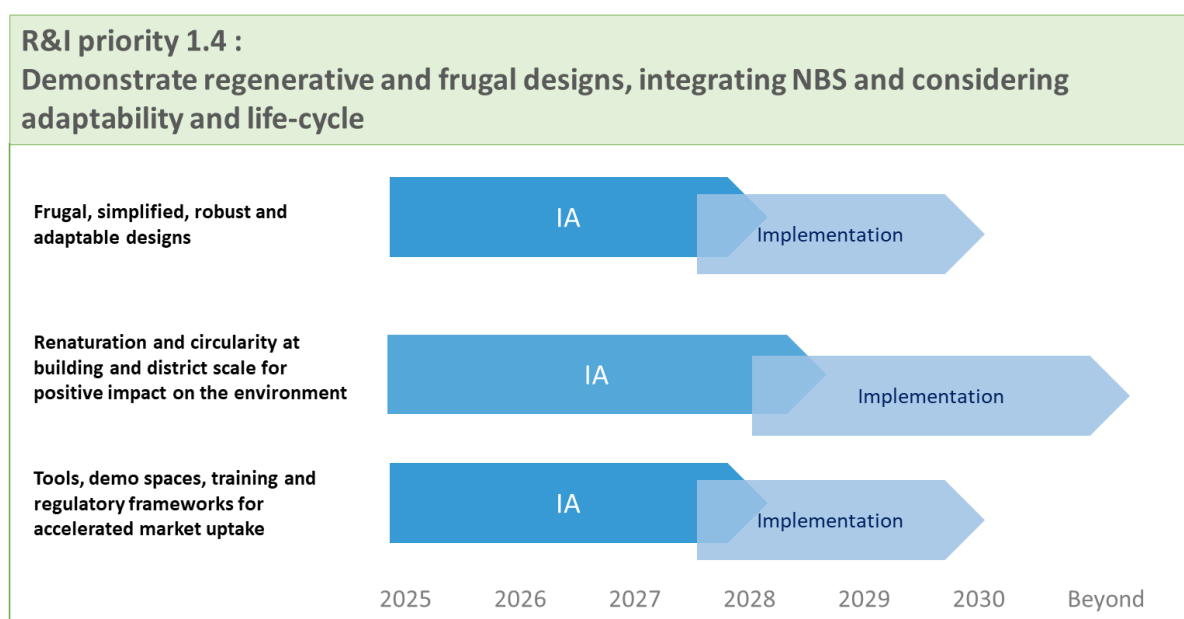 R&I priority 1.4 :
Demonstrate regenerative and frugal designs, integrating NBS and considering
adaptability and life-cycle
Frugal, simplified, robust and
adaptable designs
IA
Implementation
Renaturation and circularity at
building and district scale for
positive impact on the environment
IA
Implementation
Tools, demo spaces, training and
regulatory frameworks for
accelerated market uptake
IA
Implementation
2025 2026 2027 2028 2029 2030 Beyond